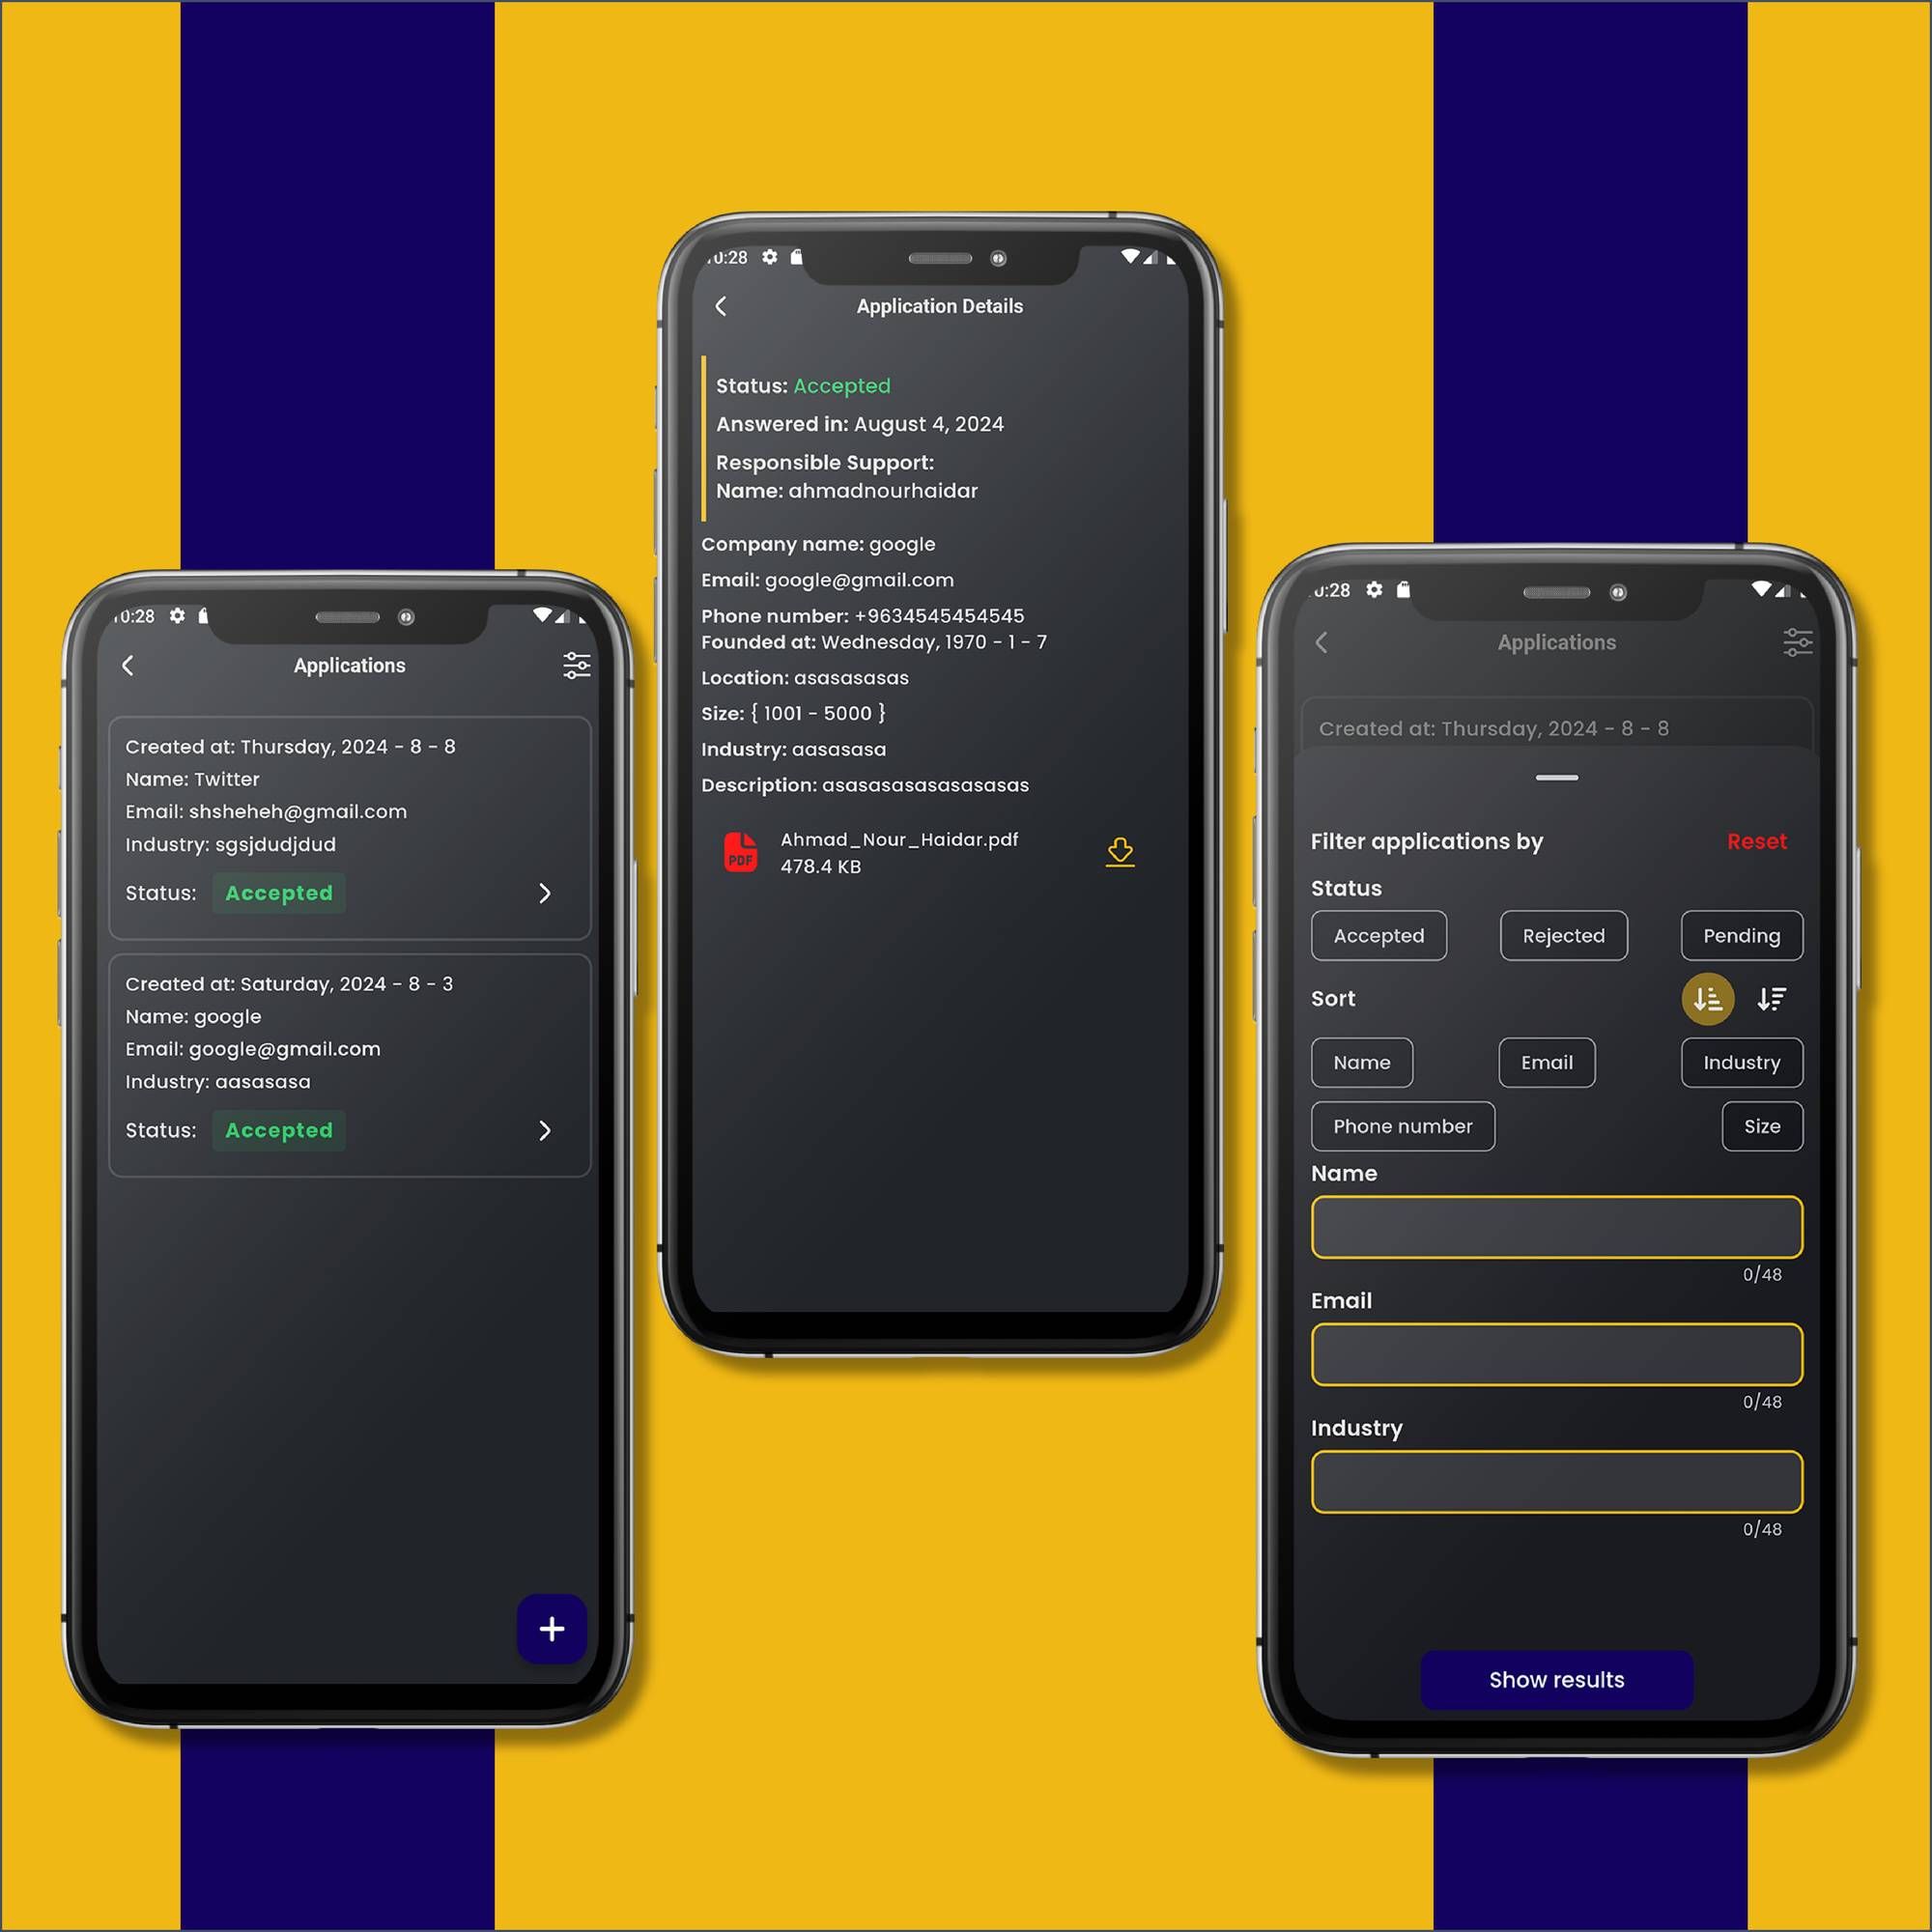 0:28
Applications
Created at: Thursday, 2024 - 8 - 8
Name: Twitter
Email: shsheheh@gmail.com
Industry: sgsjdudjdud
Status: Accepted
Created at: Saturday, 2024 - 8 - 3
Name: google
Email: google@gmail.com
Industry: aasasasa
Status: Accepted
+
0:28
Application Details
Status: Accepted
Answered in: August 4, 2024
Responsible Support:
Name: ahmadnourhaidar
Company name: google
Email: google@gmail.com
Phone number: +9634545454545
Founded at: Wednesday, 1970 - 1 - 7
Location: asasasasas
Size: { 1001 - 5000 }
Industry: aasasasa
Description: asasasasasasasasas
PDF
Ahmad_Nour_Haidar.pdf
478.4 KB
0:28
Applications
Created at: Thursday, 2024 - 8 - 8
Filter applications by Reset
Status
Accepted Rejected Pending
Sort
Name Email Industry
Phone number Size
Name
0/48
Email
0/48
Industry
0/48
Show results